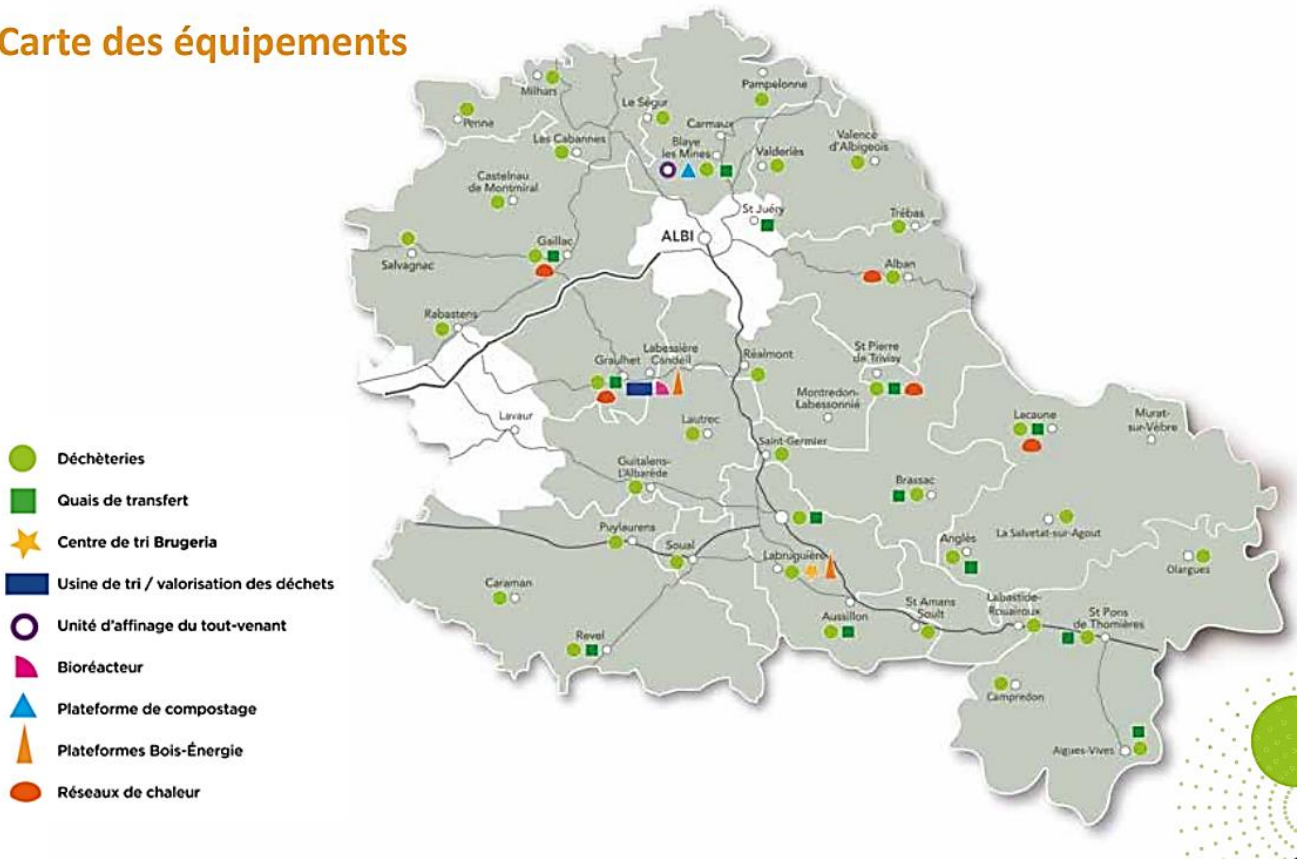 Carte des équipements
Milhars
Pampelonne
Penne
Le Ségur
Carmaux
Les Cabannes
Blaye
les Mines
Valderiès
Valence
d'Albigeois
Castelnau
de Montmiral
St Juéry
Trébas
ALBI
Gaillac
Salvagnac
Alban
Rabastens
Graulhet
Labessière
Candeil
Réalmont
St Pierre
de Trivisy
Montredon-
Labessonnié
Lavaur
Lautrec
Lacaune
Murat-
sur-Vèbre
Saint-Germier
Guitalens-
L'Albarède
Brassac
Puylaurens
Soual
Labruguière
Anglès
La Salvetat-sur-Agout
Olargues
Caraman
Aussillon
St Amans
Soult
Labastide-
Rouairoux
St Pons
de Thomières
Revel
Campredon
Aigues-Vives
Déchèteries
Quais de transfert
Centre de tri Brugeria
Usine de tri / valorisation des déchets
Unité d'affinage du tout-venant
Bioréacteur
Plateforme de compostage
Plateformes Bois-Énergie
Réseaux de chaleur